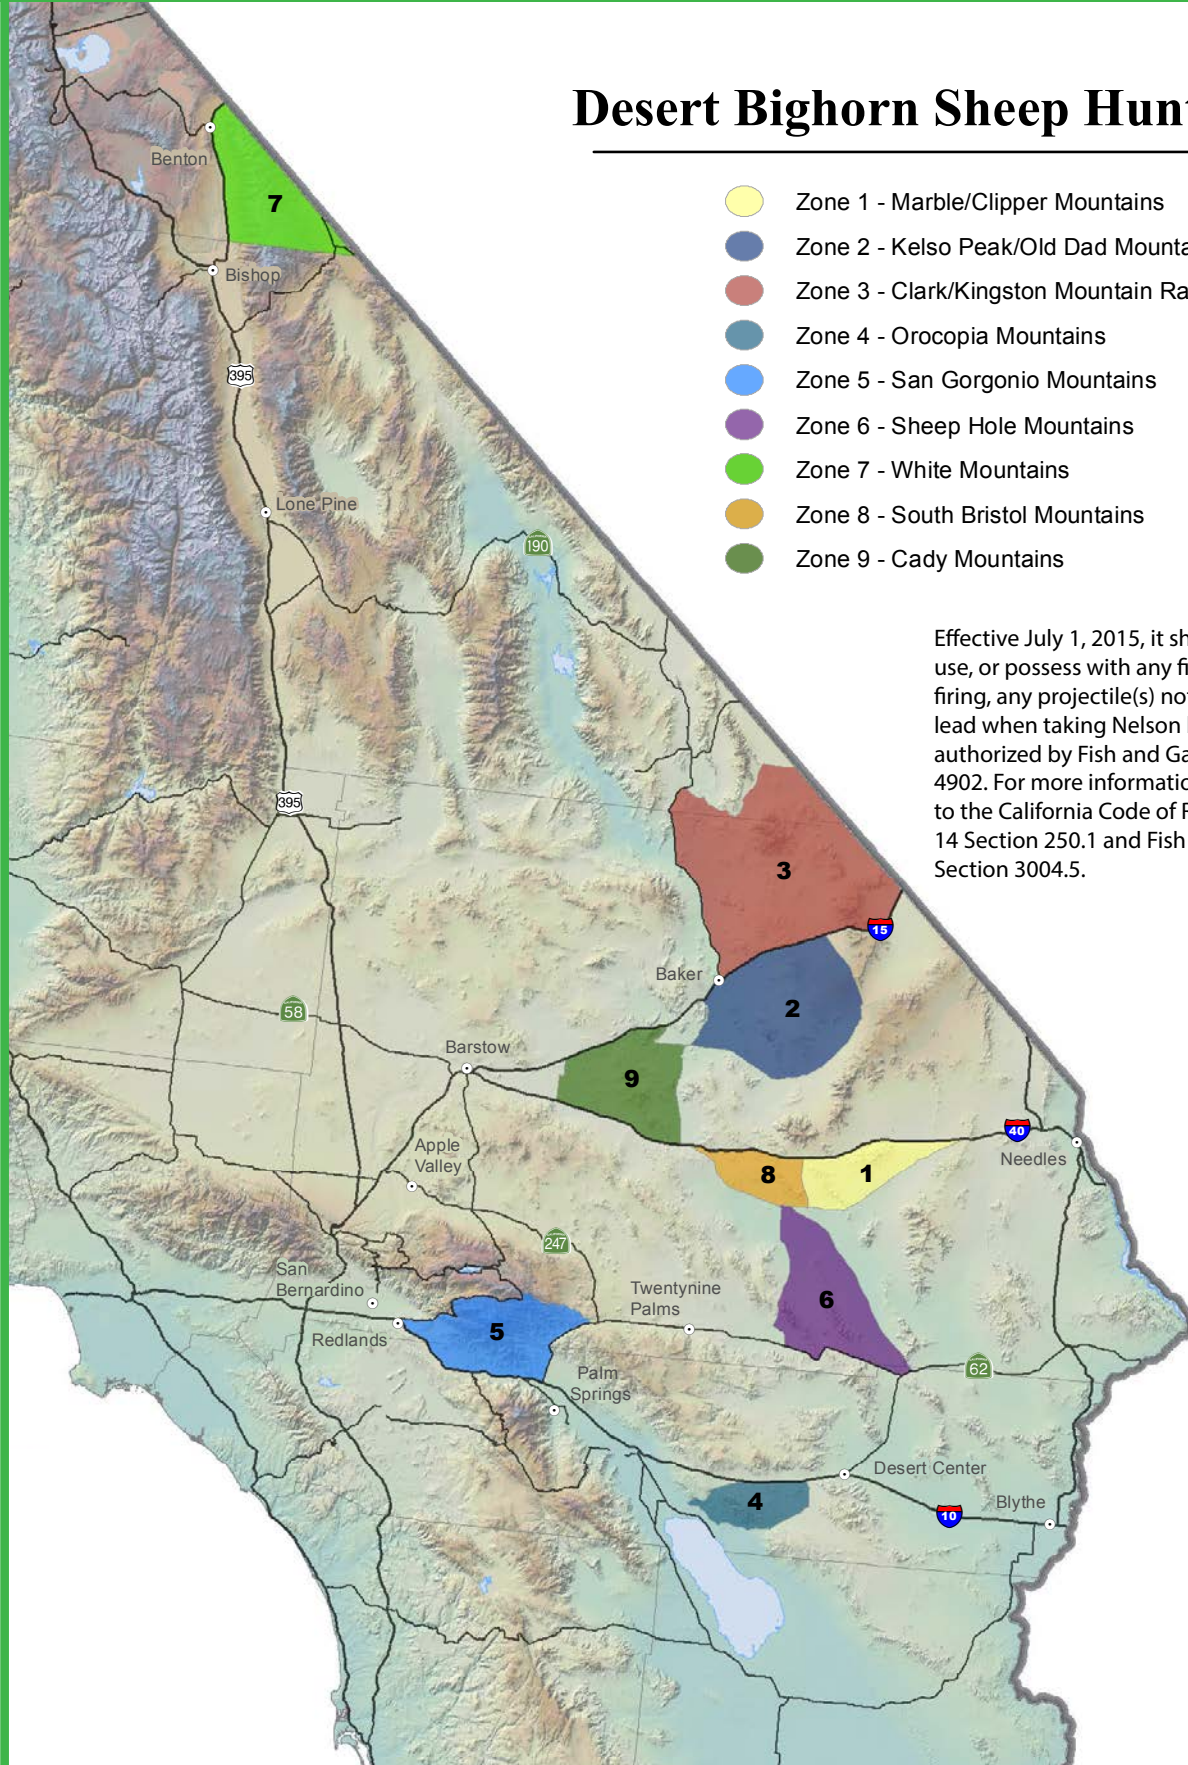 Desert Bighorn Sheep Hun
Zone 1 - Marble/Clipper Mountains
Zone 2 - Kelso Peak/Old Dad Mounta
Zone 3 - Clark/Kingston Mountain Ra
Zone 4 - Orocopia Mountains
Zone 5 - San Gorgonio Mountains
Zone 6 - Sheep Hole Mountains
Zone 7 - White Mountains
Zone 8 - South Bristol Mountains
Zone 9 - Cady Mountains
Effective July 1, 2015, it sh
use, or possess with any fi
firing, any projectile(s) no
lead when taking Nelson
authorized by Fish and Ga
4902. For more informatio
to the California Code of
14 Section 250.1 and Fish
Section 3004.5.
Benton
7
Bishop
395
Lone Pine
190
395
3
15
Baker
2
58
Barstow
9
40
Needles
Apple
Valley
8
1
247
San
Bernardino
Twentynine
Palms
6
5
Redlands
62
Palm
Springs
Desert Center
4
Blythe
10